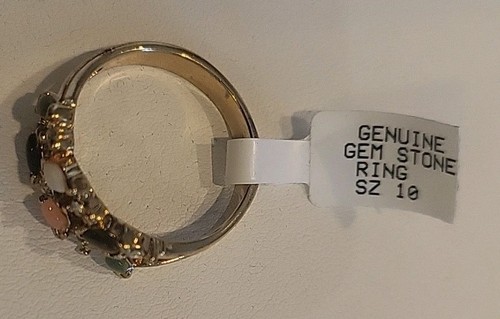 GENUINE
GEM STONE
RING
SZ 10